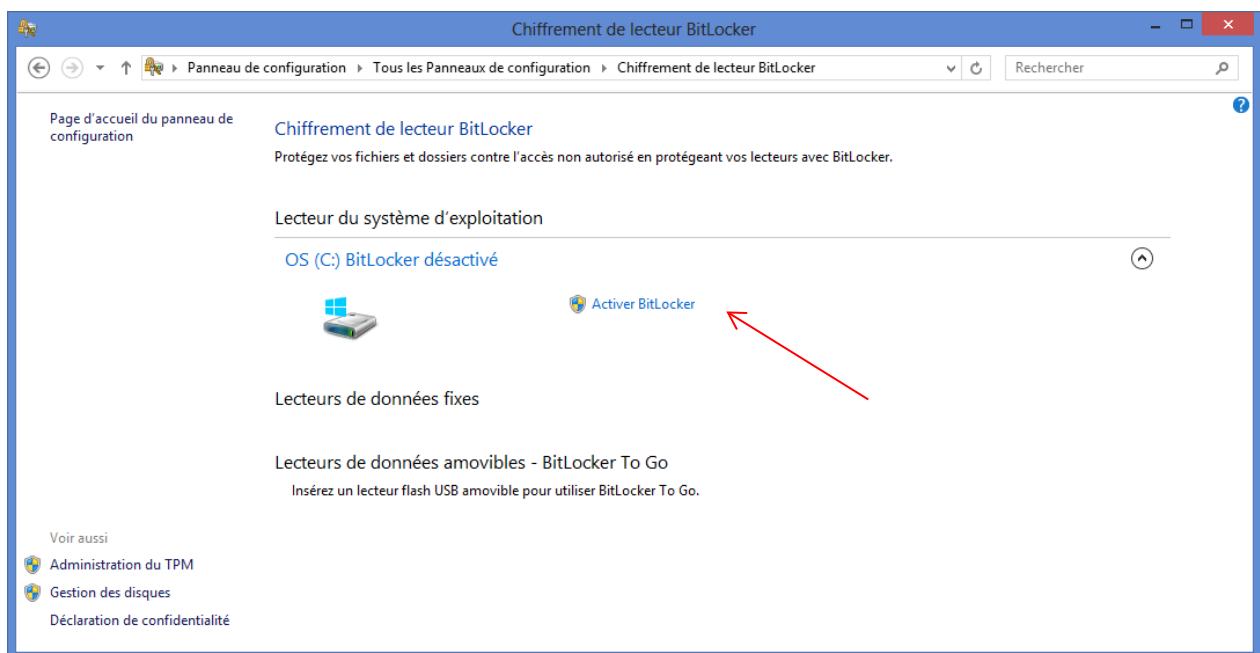 Chiffrement de lecteur BitLocker
Panneau de configuration Tous les Panneaux de configuration Chiffrement de lecteur BitLocker Rechercher
Page d'accueil du panneau de
configuration
Chiffrement de lecteur BitLocker
Protégez vos fichiers et dossiers contre l'accès non autorisé en protégeant vos lecteurs avec BitLocker.
Lecteur du système d'exploitation
OS (C:) BitLocker désactivé
Activer BitLocker
Lecteurs de données fixes
Lecteurs de données amovibles - BitLocker To Go
Insérez un lecteur flash USB amovible pour utiliser BitLocker To Go.
Voir aussi
Administration du TPM
Gestion des disques
Déclaration de confidentialité